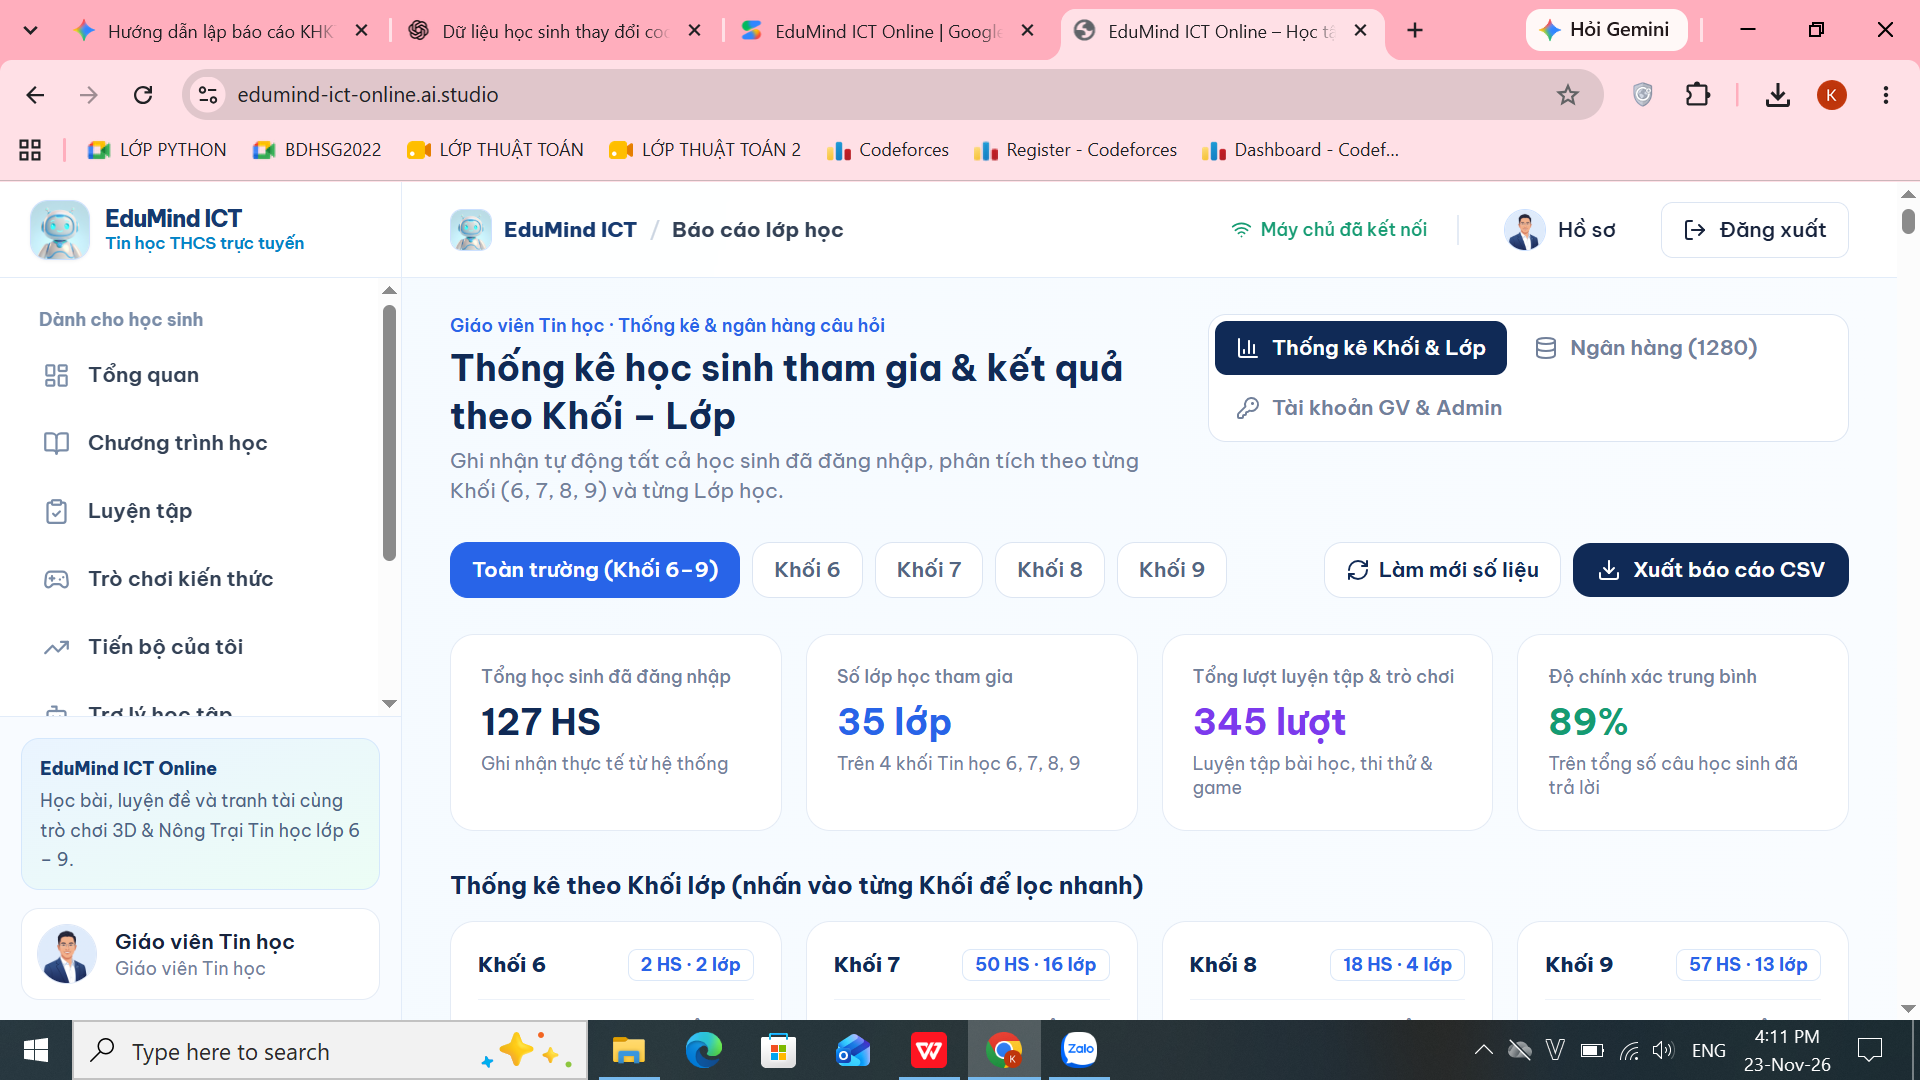 Hướng dẫn lập báo cáo KHK
Dữ liệu học sinh thay đổi coc
EduMind ICT Online | Google
EduMind ICT Online – Học tậ
Hỏi Gemini
edumind-ict-online.ai.studio
K
LỚP PYTHON
BDHSG2022
LỚP THUẬT TOÁN
LỚP THUẬT TOÁN 2
Codeforces
Register - Codeforces
Dashboard - Codef...
EduMind ICT
Tin học THCS trực tuyến
EduMind ICT / Báo cáo lớp học
Máy chủ đã kết nối
Hồ sơ
Đăng xuất
Dành cho học sinh
Tổng quan
Chương trình học
Luyện tập
Trò chơi kiến thức
Tiến bộ của tôi
Trợ lý học tập
EduMind ICT Online
Học bài, luyện đề và tranh tài cùng
trò chơi 3D & Nông Trại Tin học lớp 6
– 9.
Giáo viên Tin học
Giáo viên Tin học
Giáo viên Tin học · Thống kê & ngân hàng câu hỏi
Thống kê học sinh tham gia & kết quả
theo Khối – Lớp
Ghi nhận tự động tất cả học sinh đã đăng nhập, phân tích theo từng
Khối (6, 7, 8, 9) và từng Lớp học.
Thống kê Khối & Lớp
Ngân hàng (1280)
Tài khoản GV & Admin
Toàn trường (Khối 6–9)
Khối 6
Khối 7
Khối 8
Khối 9
Làm mới số liệu
Xuất báo cáo CSV
Tổng học sinh đã đăng nhập
127 HS
Ghi nhận thực tế từ hệ thống
Số lớp học tham gia
35 lớp
Trên 4 khối Tin học 6, 7, 8, 9
Tổng lượt luyện tập & trò chơi
345 lượt
Luyện tập bài học, thi thử &
game
Độ chính xác trung bình
89%
Trên tổng số câu học sinh đã
trả lời
Thống kê theo Khối lớp (nhấn vào từng Khối để lọc nhanh)
Khối 6
2 HS · 2 lớp
Khối 7
50 HS · 16 lớp
Khối 8
18 HS · 4 lớp
Khối 9
57 HS · 13 lớp
Type here to search
Zalo
ENG
4:11 PM
23-Nov-26